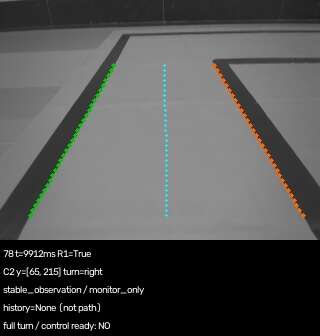 78 t=9912ms R1=True
C2 y=[65, 215] turn=right
stable_observation / monitor_only
history=None (not path)
full turn / control ready: NO